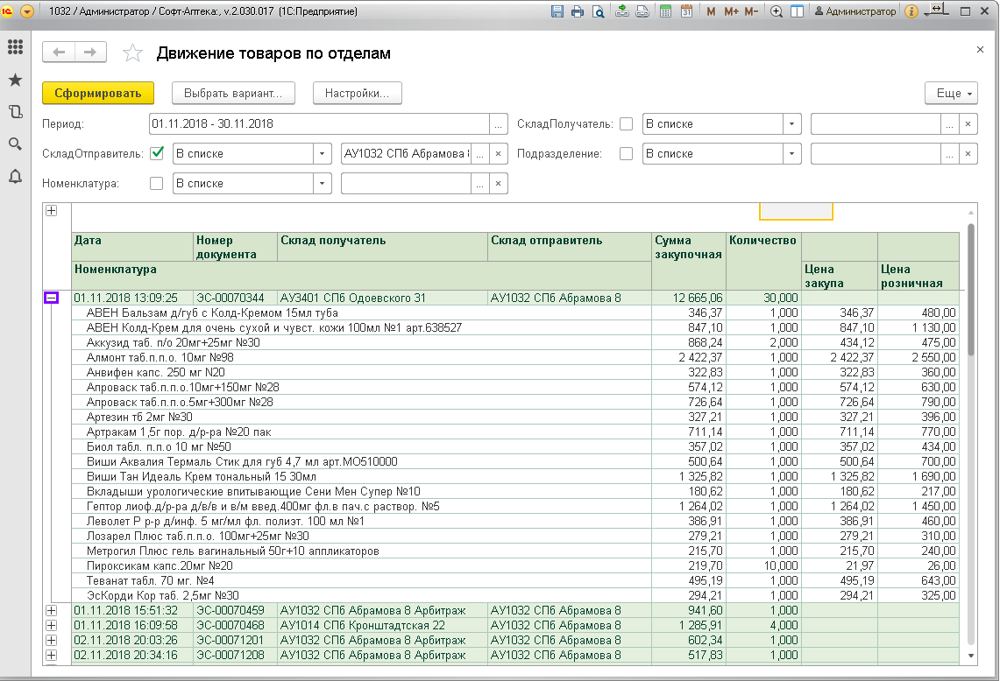 1032 / Администратор / Софт-Аптека:, v.2.030.017 (1С:Предприятие)
M M+ M- Администратор
Движение товаров по отделам
Сформировать Выбрать вариант... Настройки... Еще
Период: 01.11.2018 - 30.11.2018 ... СкладПолучатель: В списке ... ×
СкладОтправитель: В списке АУ1032 СПб Абрамова ... × Подразделение: В списке ... ×
Номенклатура: В списке ... ×
Дата Номер документа Склад получатель Склад отправитель Сумма закупочная Количество
Номенклатура Цена закупа Цена розничная
01.11.2018 13:09:25 ЭС-00070344 АУ3401 СПб Одоевского 31 АУ1032 СПб Абрамова 8 12 665,06 30,000
АВЕН Бальзам д/губ с Колд-Кремом 15мл туба 346,37 1,000 346,37 480,00
АВЕН Колд-Крем для очень сухой и чувст. кожи 100мл №1 арт.638527 847,10 1,000 847,10 1 130,00
Аккузид таб. п/о 20мг+25мг №30 868,24 2,000 434,12 475,00
Алмонт таб.п.п.о. 10мг №98 2 422,37 1,000 2 422,37 2 550,00
Анвифен капс. 250 мг N20 322,83 1,000 322,83 360,00
Апроваск таб.п.п.о.10мг+150мг №28 574,12 1,000 574,12 630,00
Апроваск таб.п.п.о.5мг+300мг №28 726,64 1,000 726,64 790,00
Артезин тб 2мг №30 327,21 1,000 327,21 396,00
Артракам 1,5г пор. д/р-ра №20 пак 711,14 1,000 711,14 770,00
Биол табл. п.п.о 10 мг №50 357,02 1,000 357,02 434,00
Виши Аквалия Термаль Стик для губ 4,7 мл арт.МО510000 500,64 1,000 500,64 700,00
Виши Тан Идеаль Крем тональный 15 30мл 1 325,82 1,000 1 325,82 1 690,00
Вкладыши урологические впитывающие Сени Мен Супер №10 180,62 1,000 180,62 217,00
Гептор лиоф.д/р-ра д/в/в и в/м введ.400мг фл.в пач.с раствор. №5 1 264,02 1,000 1 264,02 1 450,00
Леволет Р р-р д/инф. 5 мг/мл фл. полиэт. 100 мл №1 386,91 1,000 386,91 460,00
Лозарел Плюс таб.п.п.о. 100мг+25мг №30 279,21 1,000 279,21 310,00
Метрогил Плюс гель вагинальный 50г+10 аппликаторов 215,70 1,000 215,70 240,00
Пироксикам капс.20мг №20 219,70 10,000 21,97 26,00
Теванат табл. 70 мг. №4 495,19 1,000 495,19 643,00
ЭсКорди Кор таб. 2,5мг №30 294,21 1,000 294,21 325,00
01.11.2018 15:51:32 ЭС-00070459 АУ1032 СПб Абрамова 8 Арбитраж АУ1032 СПб Абрамова 8 941,60 1,000
01.11.2018 16:09:58 ЭС-00070468 АУ1014 СПб Кронштадтская 22 АУ1032 СПб Абрамова 8 1 285,91 4,000
02.11.2018 20:03:26 ЭС-00071201 АУ1032 СПб Абрамова 8 Арбитраж АУ1032 СПб Абрамова 8 602,34 1,000
02.11.2018 20:34:16 ЭС-00071208 АУ1032 СПб Абрамова 8 Арбитраж АУ1032 СПб Абрамова 8 517,83 1,000